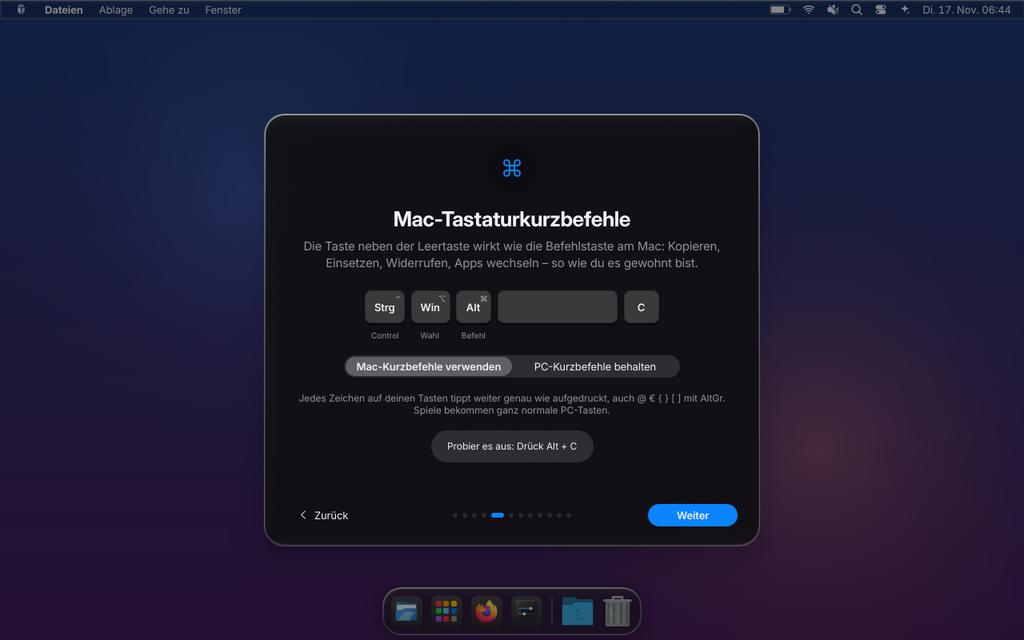 Dateien Ablage Gehe zu Fenster Di. 17. Nov. 06:44
Mac-Tastaturkurzbefehle
Die Taste neben der Leertaste wirkt wie die Befehlstaste am Mac: Kopieren,
Einsetzen, Widerrufen, Apps wechseln – so wie du es gewohnt bist.
Strg ^ Win ⌥ Alt ⌘ C
Control Wahl Befehl
Mac-Kurzbefehle verwenden PC-Kurzbefehle behalten
Jedes Zeichen auf deinen Tasten tippt weiter genau wie aufgedruckt, auch @ € { } [ ] mit AltGr.
Spiele bekommen ganz normale PC-Tasten.
Probier es aus: Drück Alt + C
Zurück Weiter